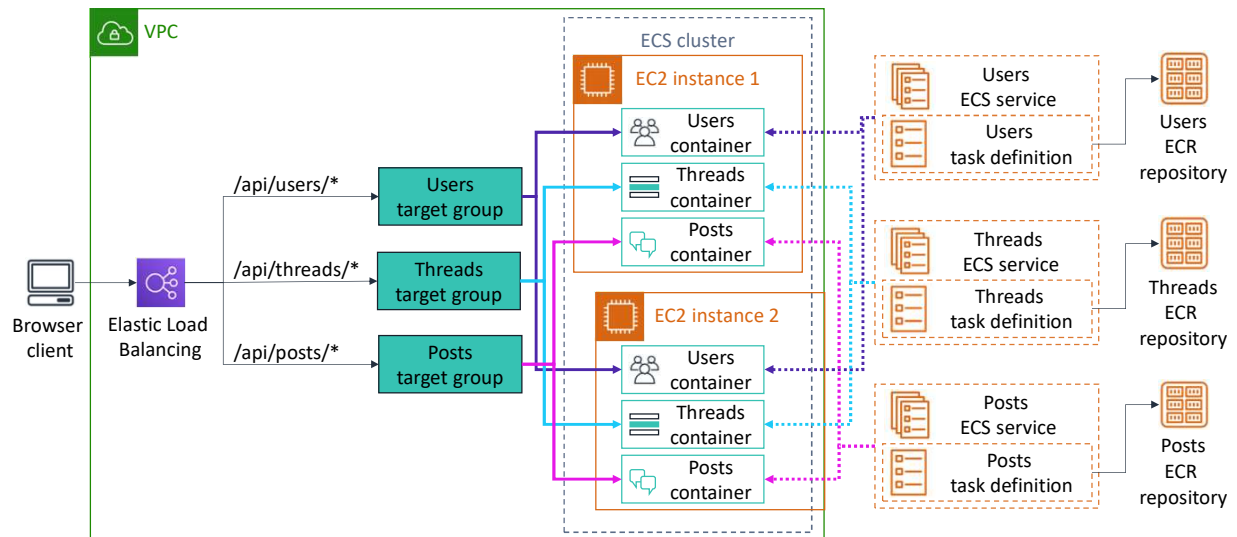 VPC
ECS cluster
EC2 instance 1
Users
container
Threads
container
Posts
container
EC2 instance 2
Users
container
Threads
container
Posts
container
Browser
client
Elastic Load
Balancing
/api/users/*
/api/threads/*
/api/posts/*
Users
target group
Threads
target group
Posts
target group
Users
ECS service
Users
task definition
Users
ECR
repository
Threads
ECS service
Threads
task definition
Threads
ECR
repository
Posts
ECS service
Posts
task definition
Posts
ECR
repository